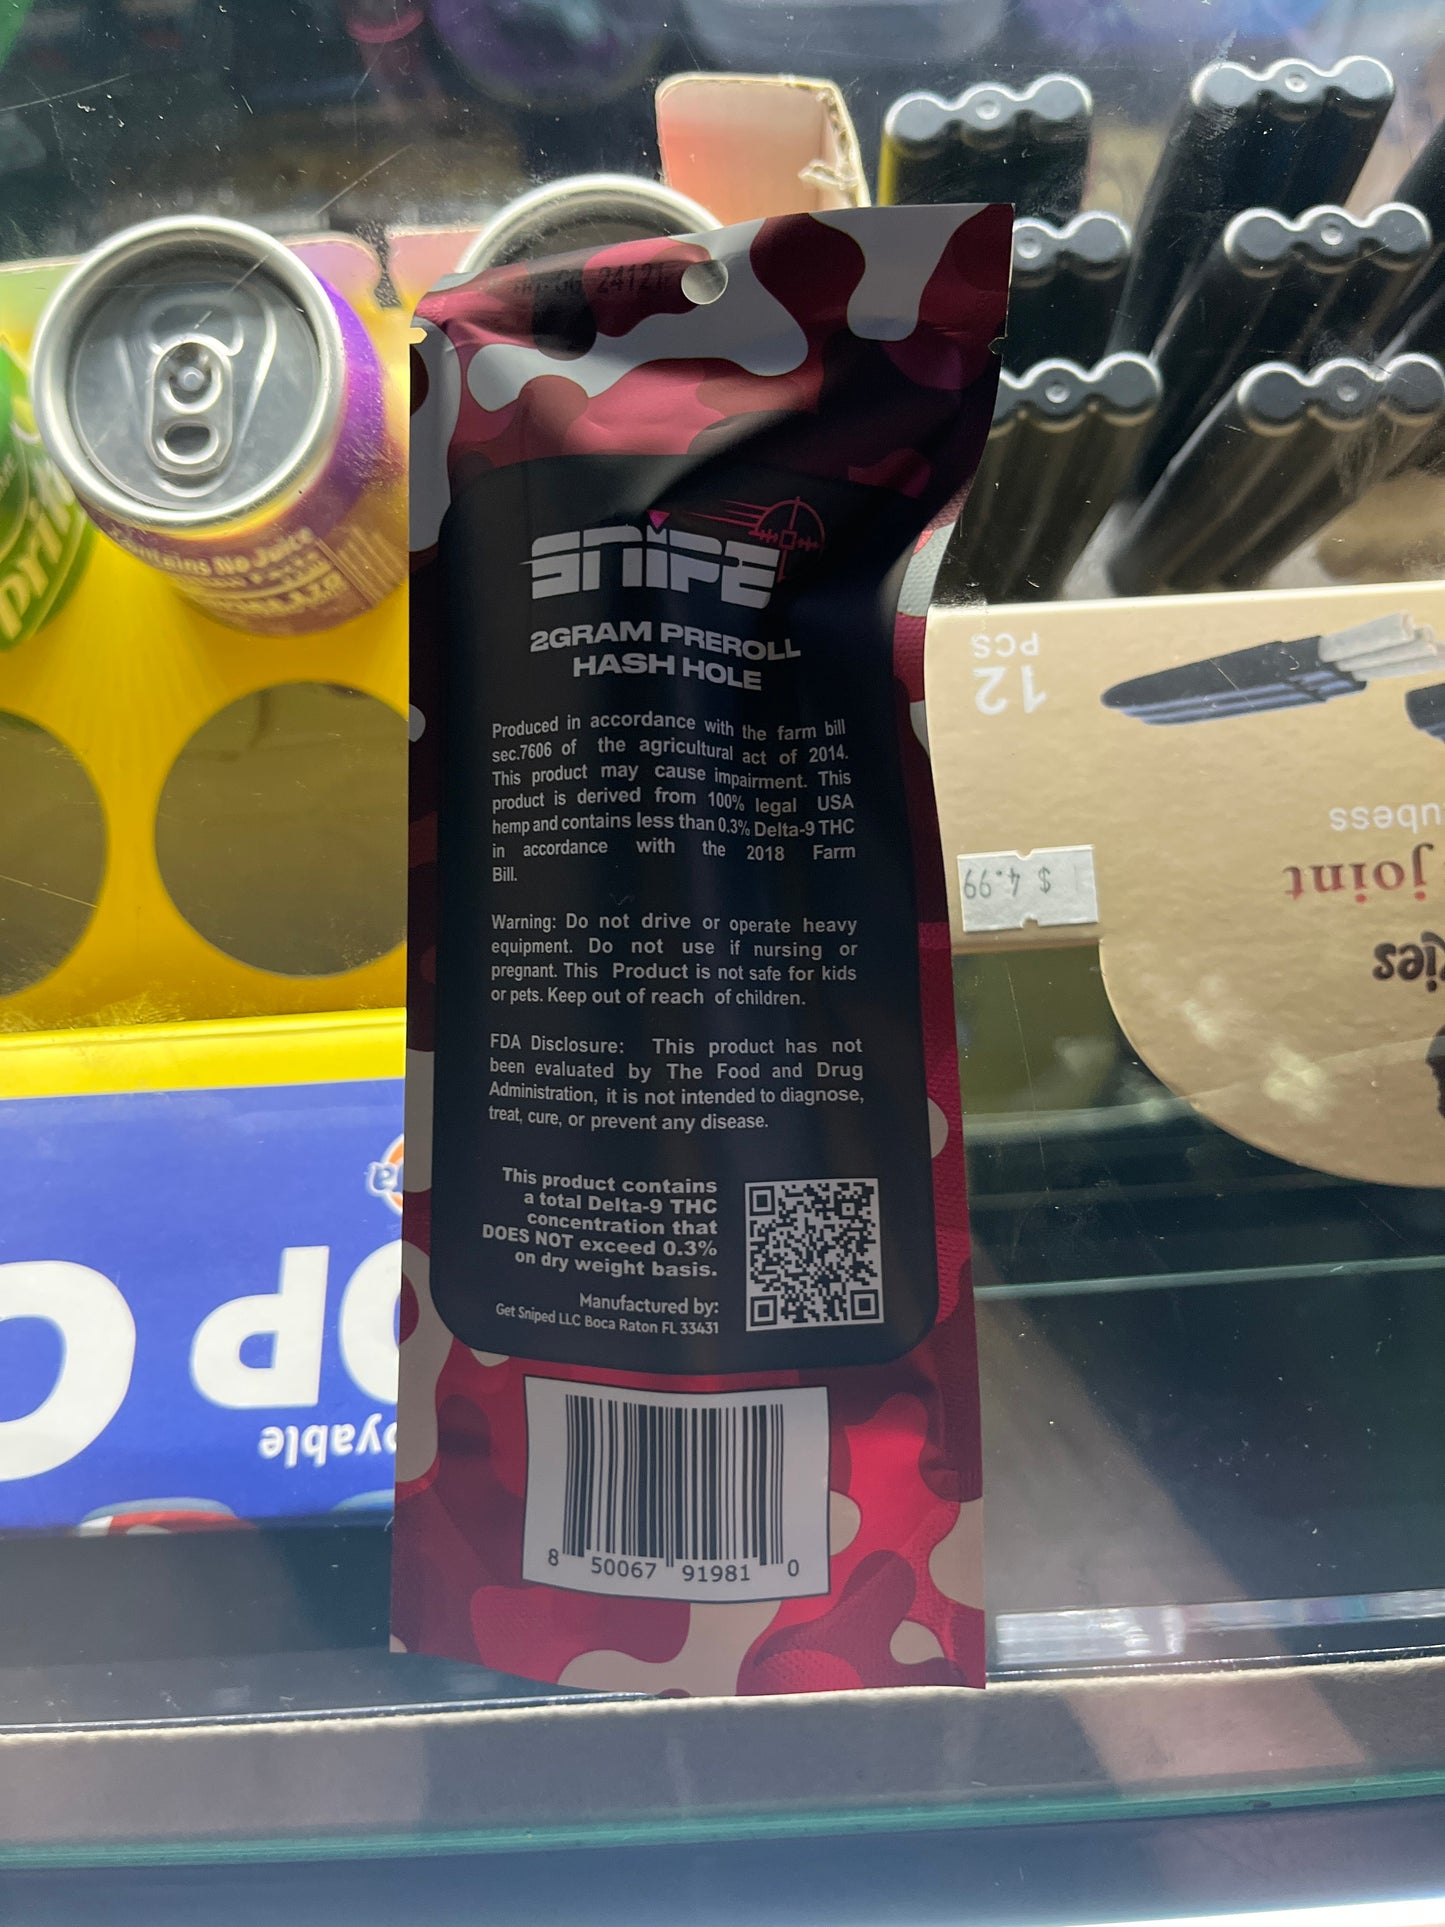 24121
SNIPE
2GRAM PREROLL
HASH HOLE
Produced in accordance with the farm bill
sec.7606 of the agricultural act of 2014.
This product may cause impairment. This
product is derived from 100% legal USA
hemp and contains less than 0.3% Delta-9 THC
in accordance with the 2018 Farm
Bill.
Warning: Do not drive or operate heavy
equipment. Do not use if nursing or
pregnant. This Product is not safe for kids
or pets. Keep out of reach of children.
FDA Disclosure: This product has not
been evaluated by The Food and Drug
Administration, it is not intended to diagnose,
treat, cure, or prevent any disease.
This product contains
a total Delta-9 THC
concentration that
DOES NOT exceed 0.3%
on dry weight basis.
Manufactured by:
Get Sniped LLC Boca Raton FL 33431
8 50067 91981 0
Contains No Juice
12
PCS
$ 4.99
joint